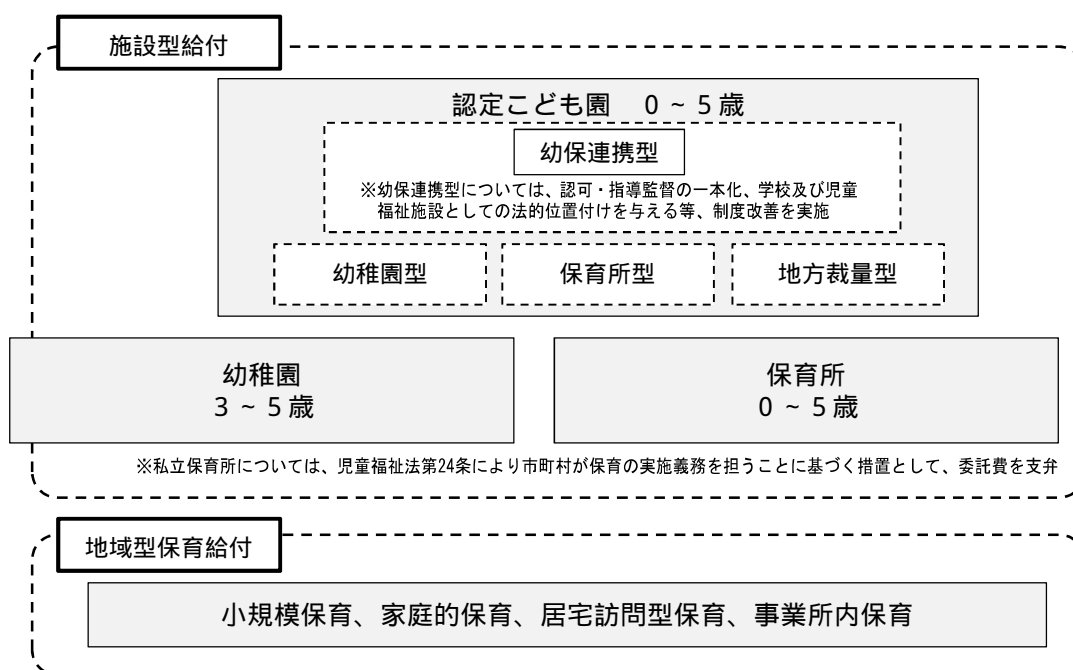 施設型給付
認定こども園　0 ~ 5 歳
幼保連携型
※幼保連携型については、認可・指導監督の一本化、学校及び児童
福祉施設としての法的位置付けを与える等、制度改善を実施
幼稚園型
保育所型
地方裁量型
幼稚園
3 ~ 5 歳
保育所
0 ~ 5 歳
※私立保育所については、児童福祉法第24条により市町村が保育の実施義務を担うことに基づく措置として、委託費を支弁
地域型保育給付
小規模保育、家庭的保育、居宅訪問型保育、事業所内保育